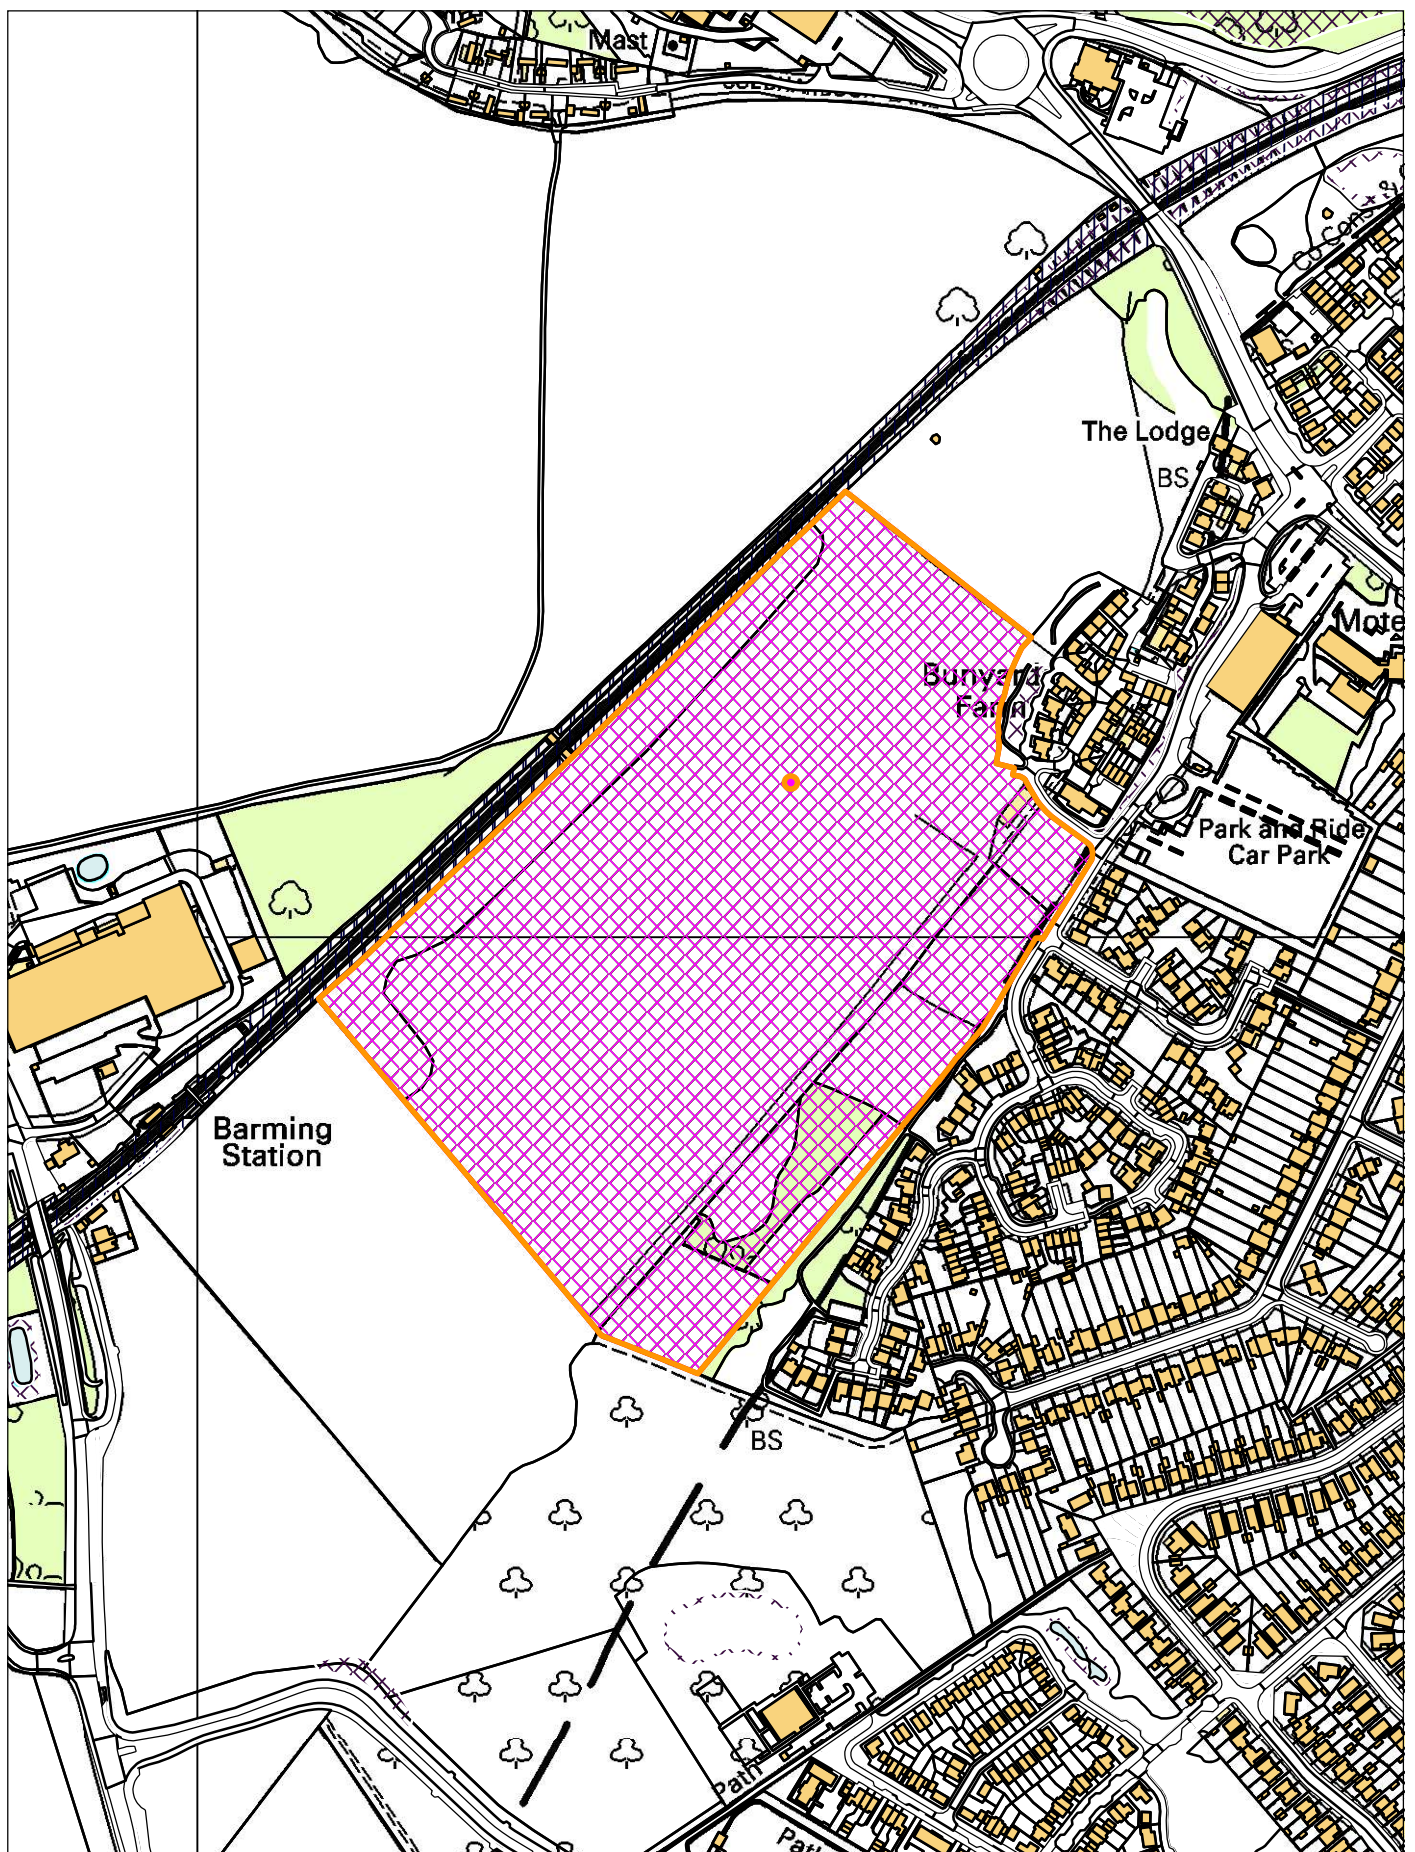 Mast
The Lodge
BS
Mote
Bunyard
Farm
Park and Ride
Car Park
Barming
Station
BS
Path
Path